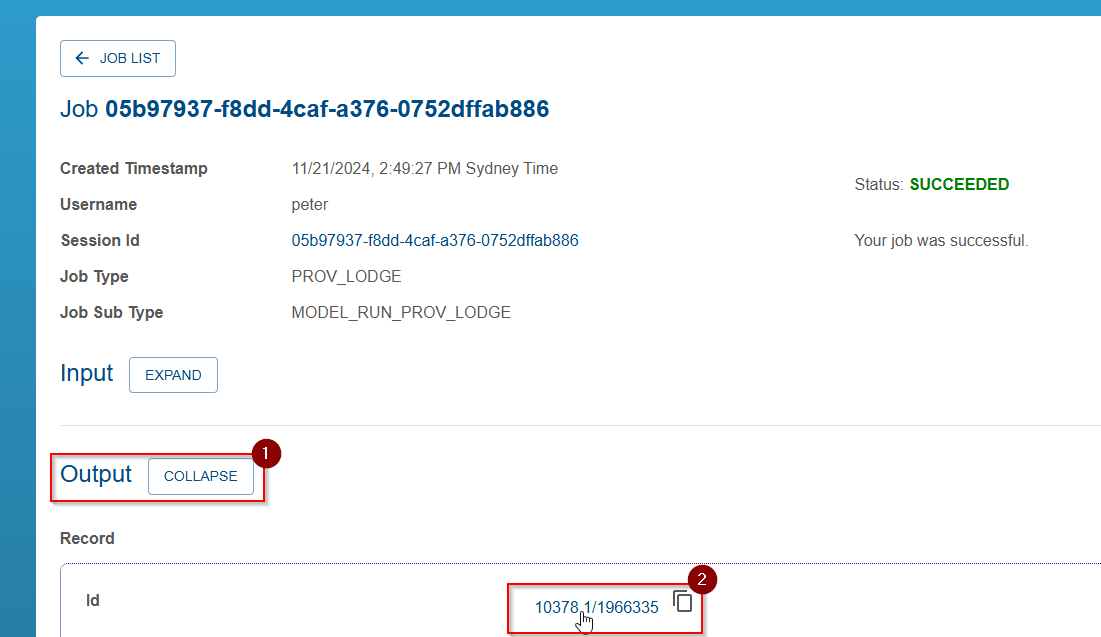 JOB LIST
Job 05b97937-f8dd-4caf-a376-0752dffab886
Created Timestamp 11/21/2024, 2:49:27 PM Sydney Time
Status: SUCCEEDED
Username peter
Session Id 05b97937-f8dd-4caf-a376-0752dffab886
Your job was successful.
Job Type PROV_LODGE
Job Sub Type MODEL_RUN_PROV_LODGE
Input EXPAND
1
Output COLLAPSE
Record
2
Id 10378.1/1966335